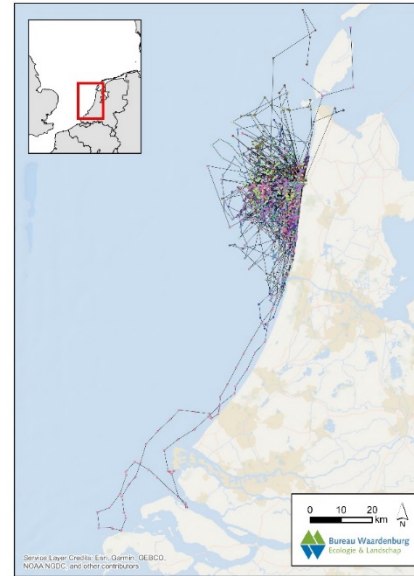 Service Layer Credits: Esri, Garmin, GEBCO,
NOAA NGDC, and other contributors
0 10 20
km
N
Bureau Waardenburg
Ecologie & Landschap